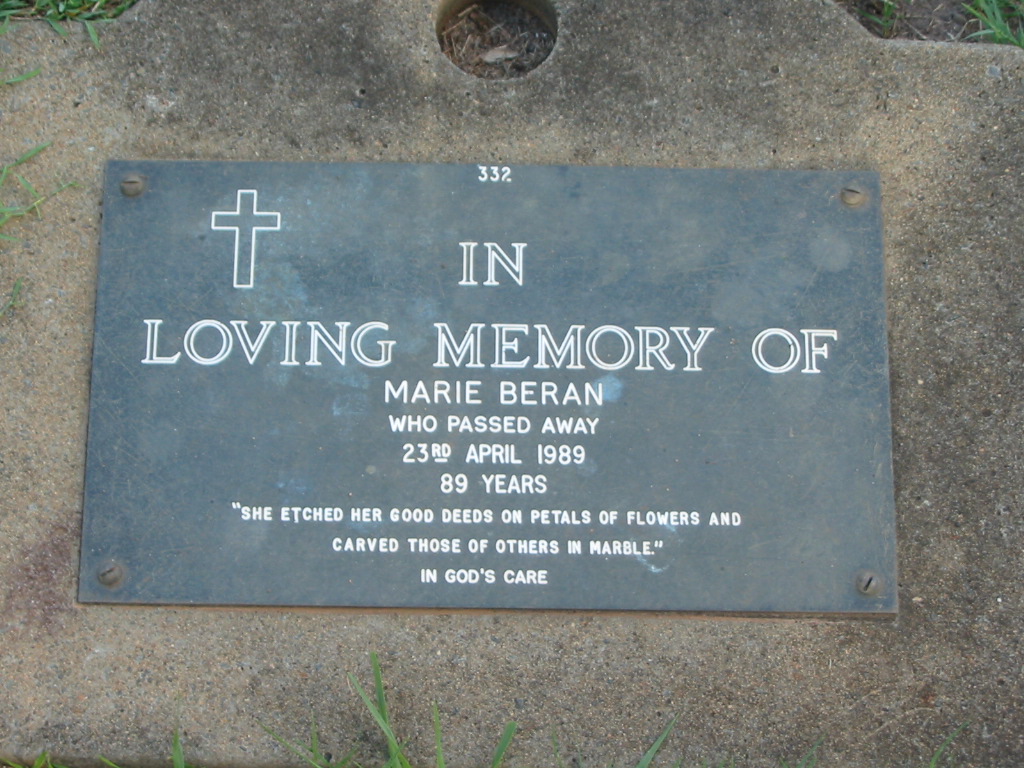 332
IN
LOVING MEMORY OF
MARIE BERAN
WHO PASSED AWAY
23RD APRIL 1989
89 YEARS
"SHE ETCHED HER GOOD DEEDS ON PETALS OF FLOWERS AND
CARVED THOSE OF OTHERS IN MARBLE."
IN GOD'S CARE